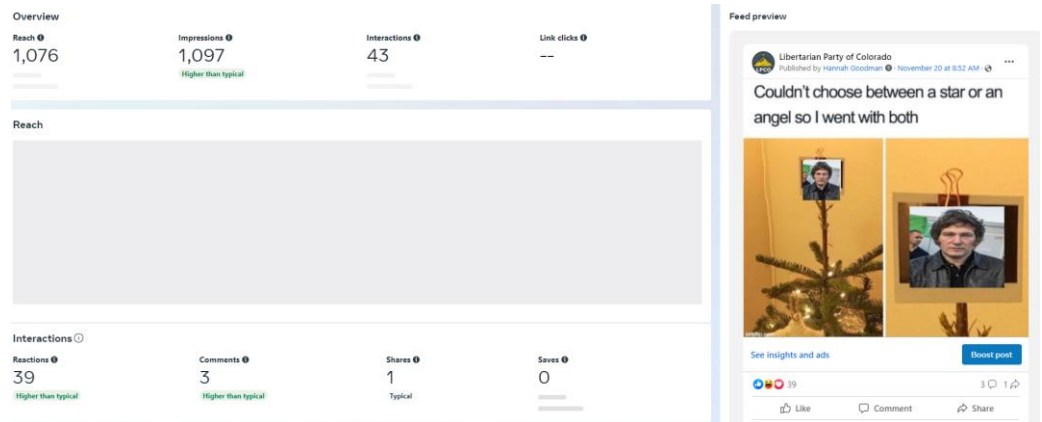 Overview
Reach
Impressions
Interactions
Link clicks
1,076
1,097
43
--
Higher than typical
Reach
Interactions
Reactions
Comments
Shares
Saves
39
3
1
0
Higher than typical
Higher than typical
Typical
Feed preview
LPCO
Libertarian Party of Colorado
Published by Hannah Goodman · November 20 at 8:52 AM ·
Couldn't choose between a star or an
angel so I went with both
imgflip.com
See insights and ads
Boost post
39
3
1
Like
Comment
Share